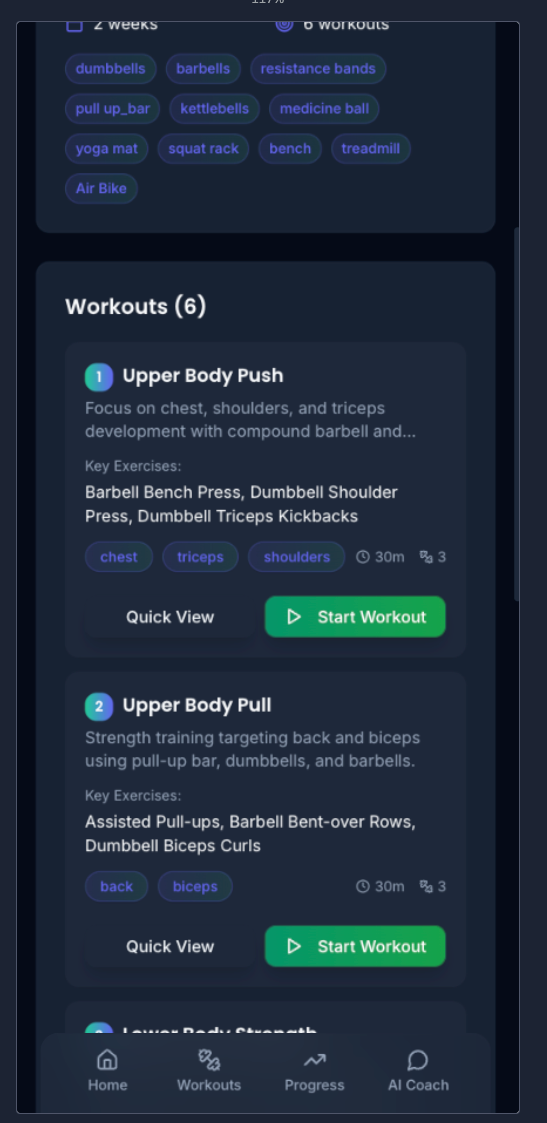 117%
2 weeks
6 workouts
dumbbells barbells resistance bands
pull up_bar kettlebells medicine ball
yoga mat squat rack bench treadmill
Air Bike
Workouts (6)
1 Upper Body Push
Focus on chest, shoulders, and triceps
development with compound barbell and...
Key Exercises:
Barbell Bench Press, Dumbbell Shoulder
Press, Dumbbell Triceps Kickbacks
chest triceps shoulders 30m 3
Quick View Start Workout
2 Upper Body Pull
Strength training targeting back and biceps
using pull-up bar, dumbbells, and barbells.
Key Exercises:
Assisted Pull-ups, Barbell Bent-over Rows,
Dumbbell Biceps Curls
back biceps 30m 3
Quick View Start Workout
Lower Body Strength
Home Workouts Progress AI Coach